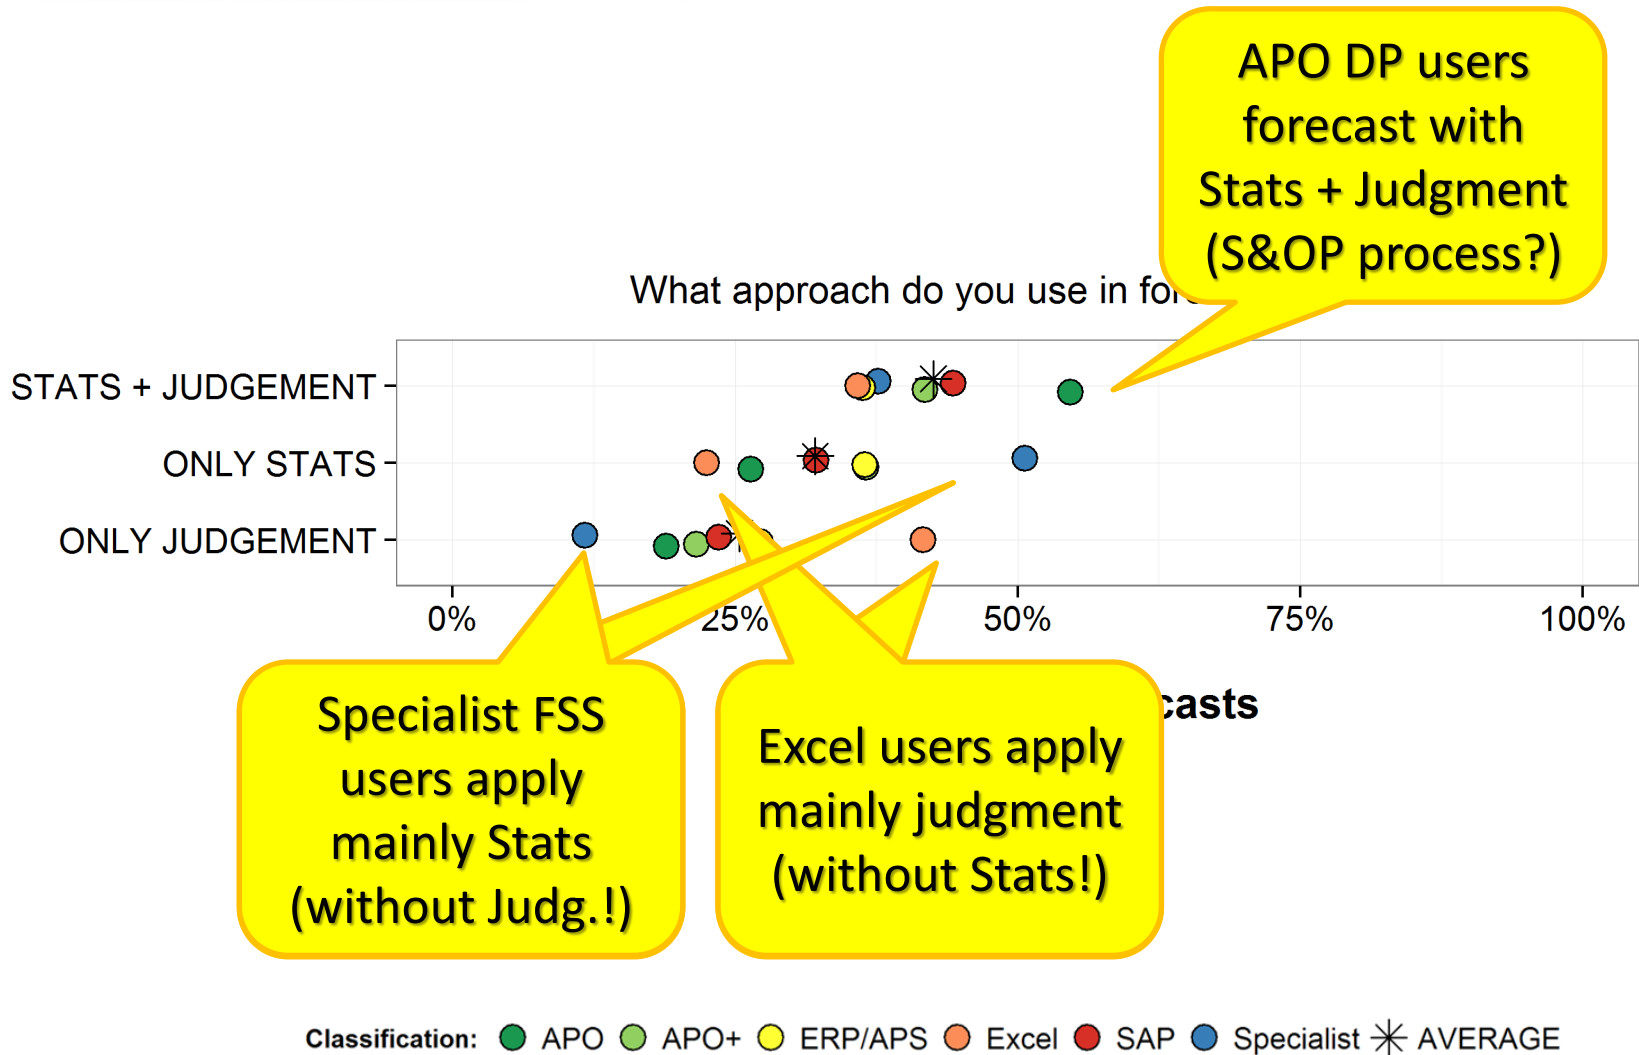 APO DP users
forecast with
Stats + Judgment
(S&OP process?)
What approach do you use in
STATS + JUDGEMENT
ONLY STATS
ONLY JUDGEMENT
0% 25% 50% 75% 100%
Specialist FSS
users apply
mainly Stats
(without Judg.!)
Excel users apply
mainly judgment
(without Stats!)
Classification: APO APO+ ERP/APS Excel SAP Specialist AVERAGE